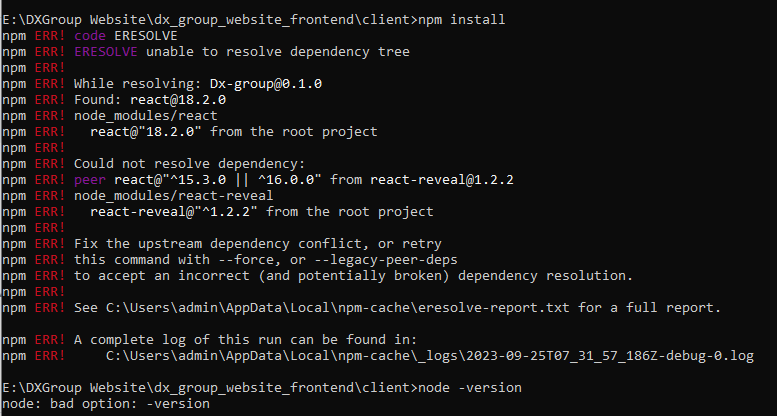 E:\DXGroup Website\dx_group_website_frontend\client>npm install
npm ERR! code ERESOLVE
npm ERR! ERESOLVE unable to resolve dependency tree
npm ERR!
npm ERR! While resolving: Dx-group@0.1.0
npm ERR! Found: react@18.2.0
npm ERR! node_modules/react
npm ERR!   react@"18.2.0" from the root project
npm ERR!
npm ERR! Could not resolve dependency:
npm ERR! peer react@"^15.3.0 || ^16.0.0" from react-reveal@1.2.2
npm ERR! node_modules/react-reveal
npm ERR!   react-reveal@"^1.2.2" from the root project
npm ERR!
npm ERR! Fix the upstream dependency conflict, or retry
npm ERR! this command with --force, or --legacy-peer-deps
npm ERR! to accept an incorrect (and potentially broken) dependency resolution.
npm ERR!
npm ERR! See C:\Users\admin\AppData\Local\npm-cache\eresolve-report.txt for a full report.
npm ERR! A complete log of this run can be found in:
npm ERR!     C:\Users\admin\AppData\Local\npm-cache\_logs\2023-09-25T07_31_57_186Z-debug-0.log
E:\DXGroup Website\dx_group_website_frontend\client>node -version
node: bad option: -version